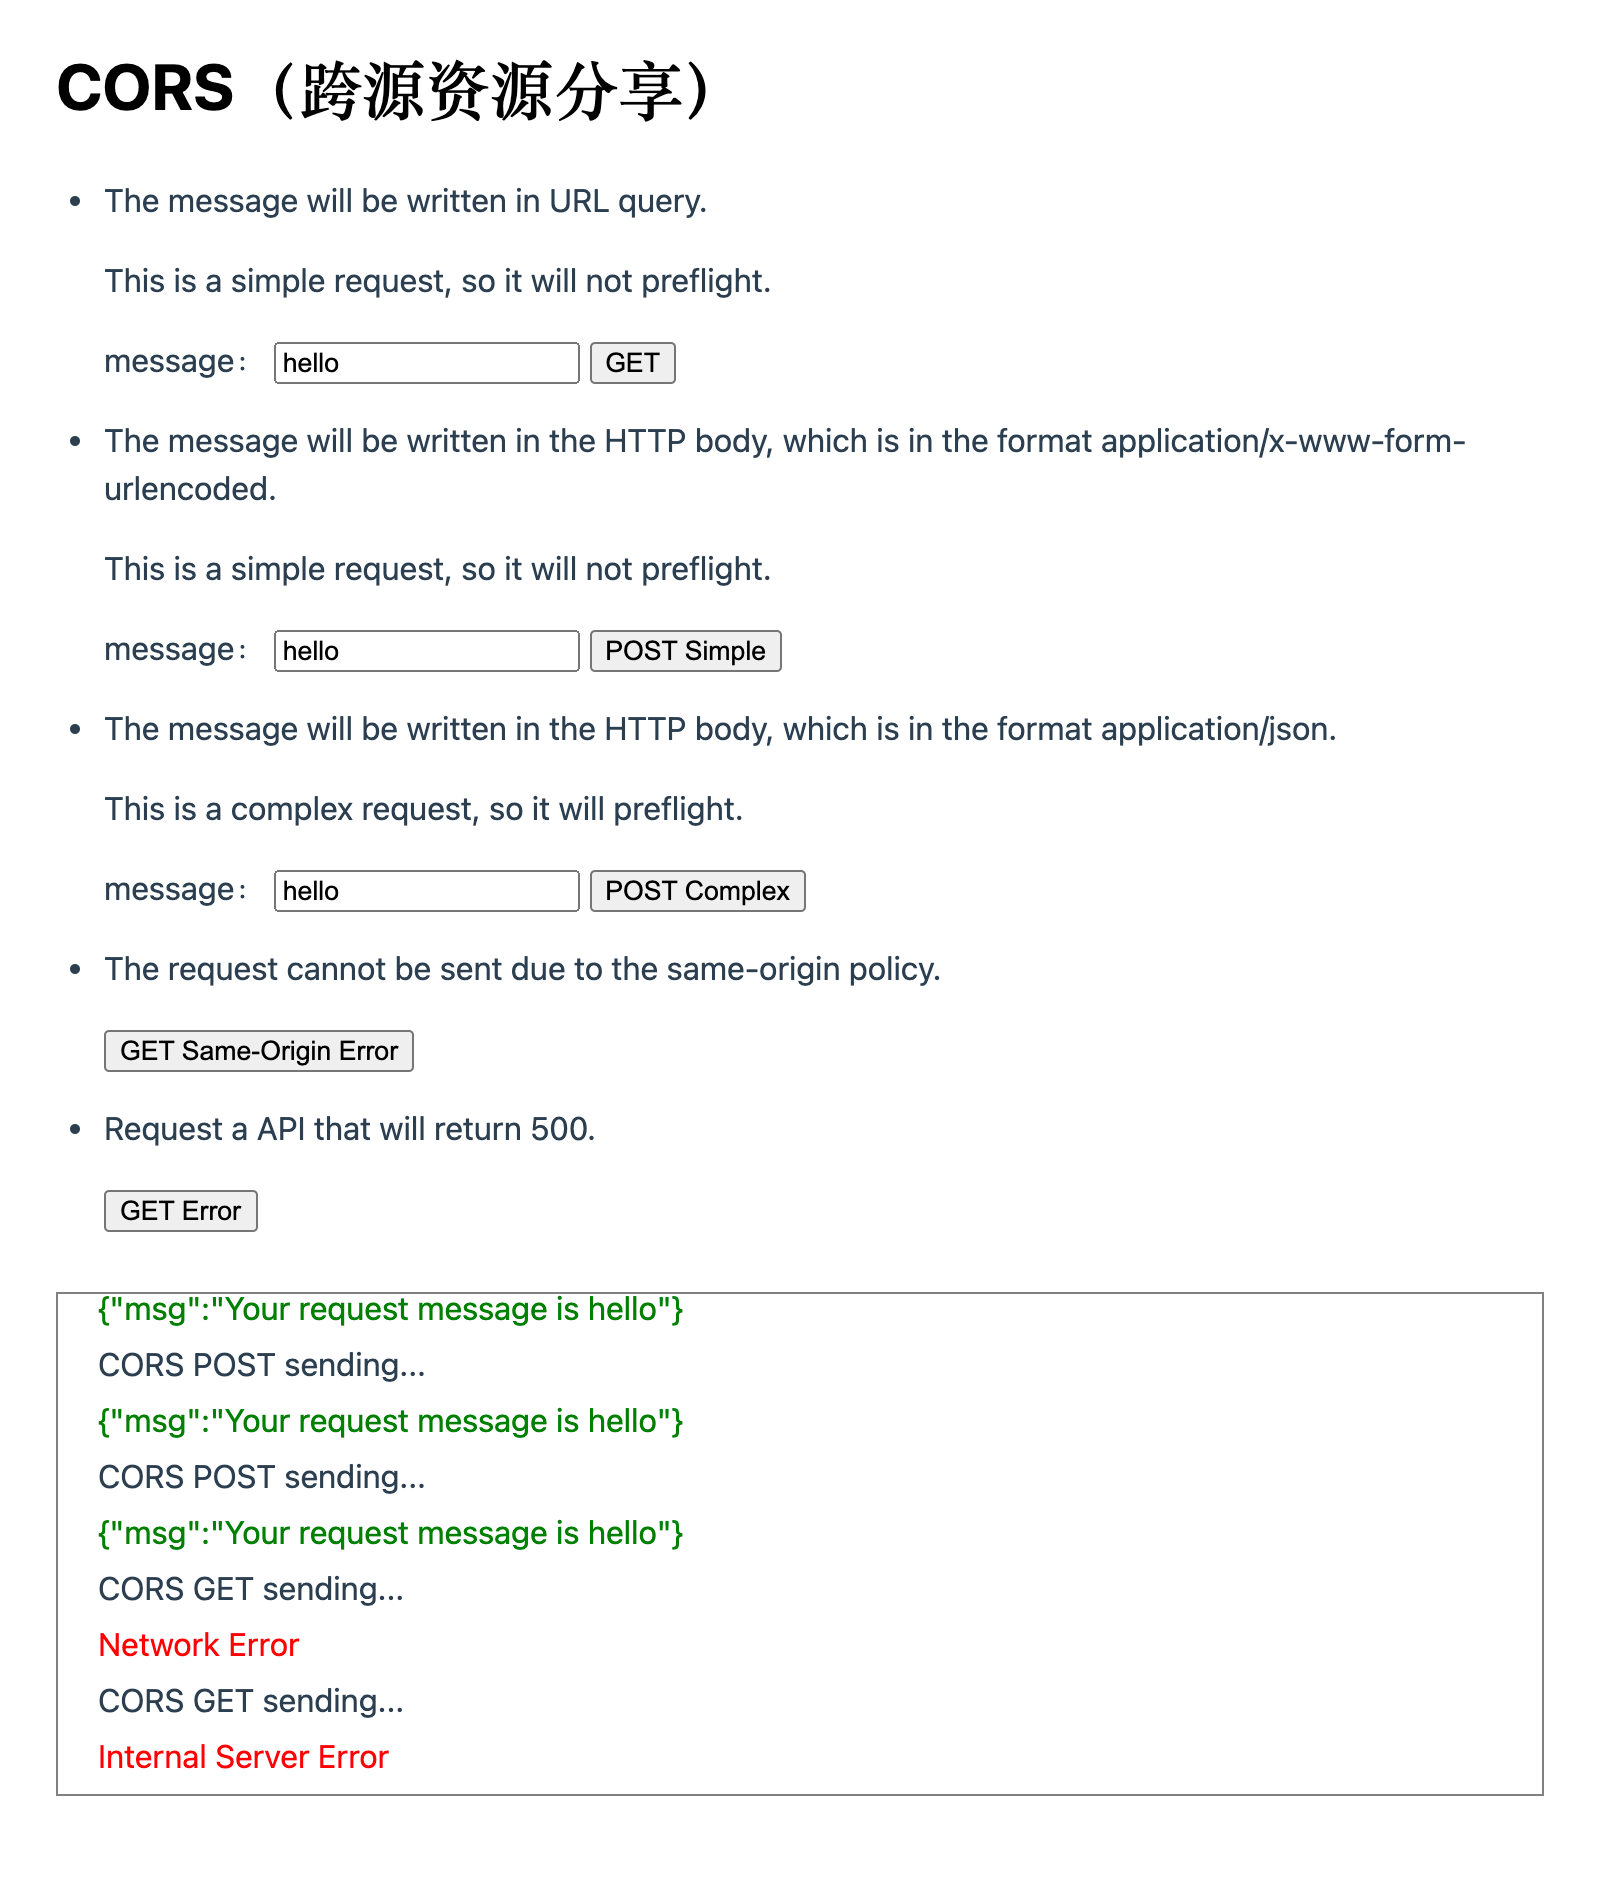 CORS（跨源资源分享）
• The message will be written in URL query.
This is a simple request, so it will not preflight.
message： hello GET
• The message will be written in the HTTP body, which is in the format application/x-www-form-
urlencoded.
This is a simple request, so it will not preflight.
message： hello POST Simple
• The message will be written in the HTTP body, which is in the format application/json.
This is a complex request, so it will preflight.
message： hello POST Complex
• The request cannot be sent due to the same-origin policy.
GET Same-Origin Error
• Request a API that will return 500.
GET Error
{"msg":"Your request message is hello"}
CORS POST sending...
{"msg":"Your request message is hello"}
CORS POST sending...
{"msg":"Your request message is hello"}
CORS GET sending...
Network Error
CORS GET sending...
Internal Server Error